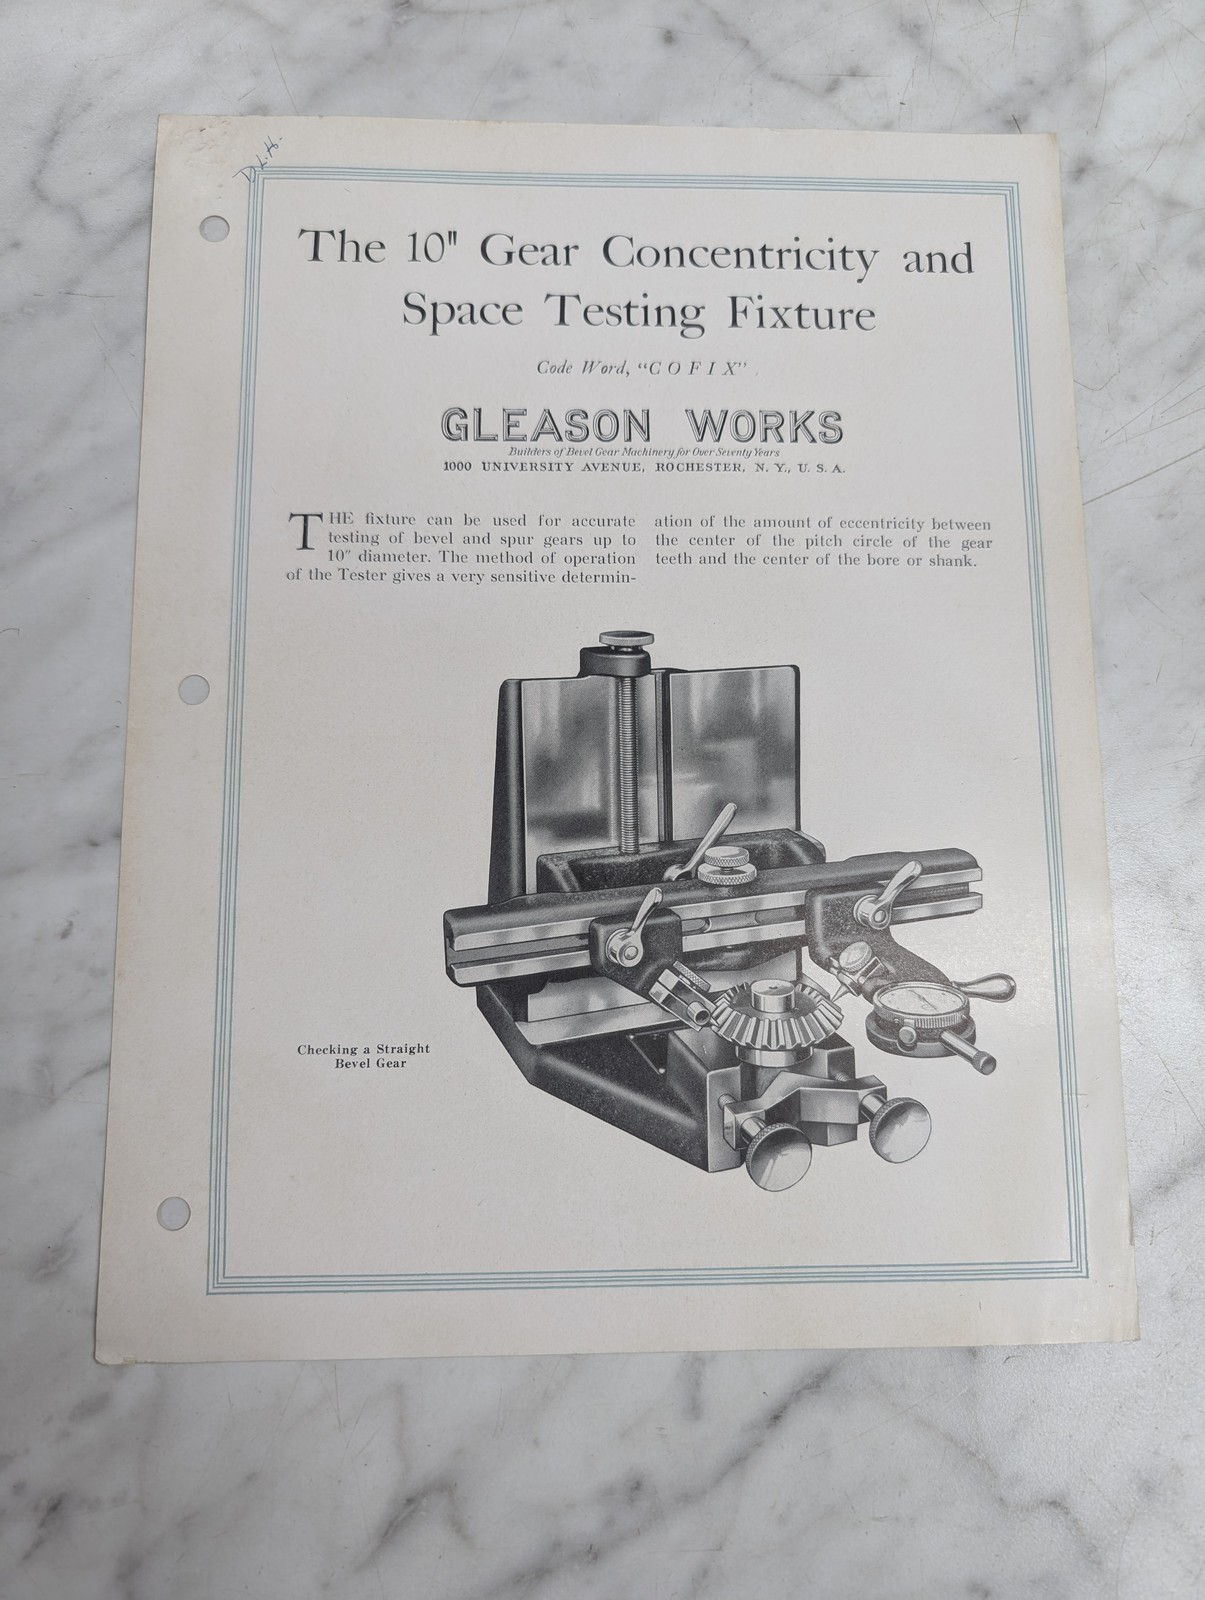 D.L.H.
The 10" Gear Concentricity and
Space Testing Fixture
Code Word, “COFIX”
GLEASON WORKS
Builders of Bevel Gear Machinery for Over Seventy Years
1000 UNIVERSITY AVENUE, ROCHESTER, N. Y., U. S. A.
THE fixture can be used for accurate
testing of bevel and spur gears up to
10" diameter. The method of operation
of the Tester gives a very sensitive determin-
ation of the amount of eccentricity between
the center of the pitch circle of the gear
teeth and the center of the bore or shank.
Checking a Straight
Bevel Gear